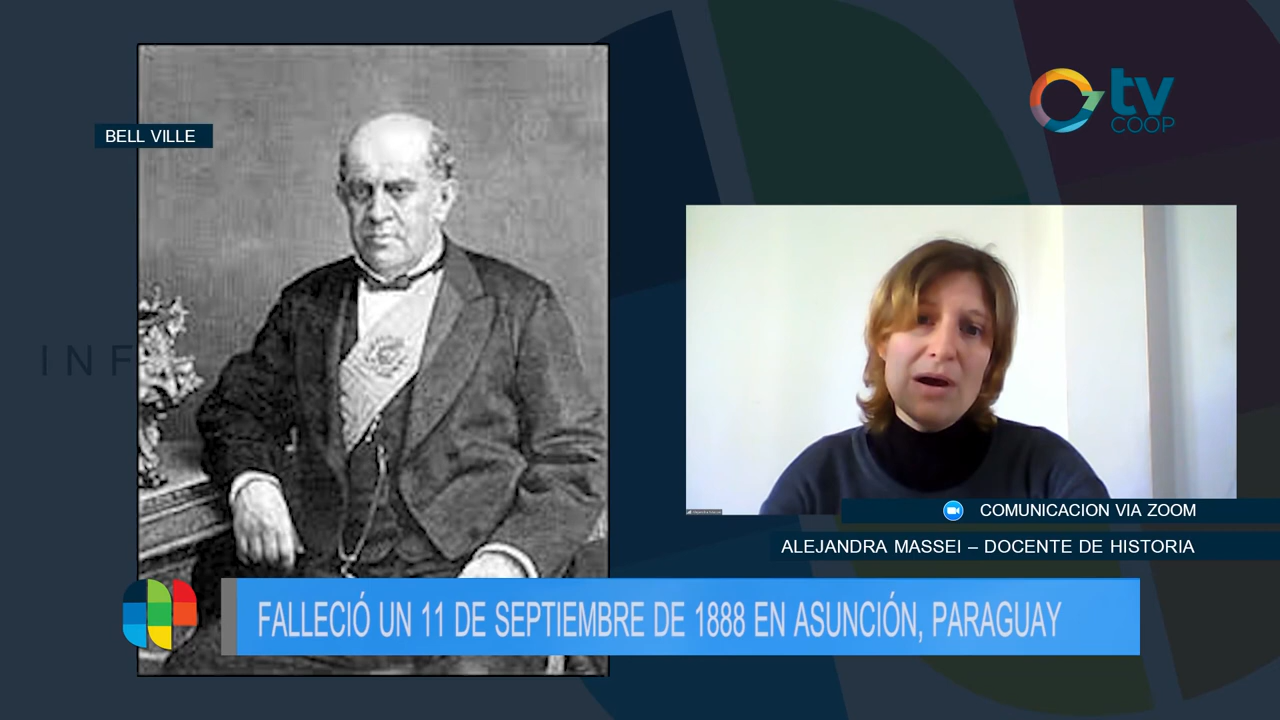 BELL VILLE
tv
COOP
INF
COMUNICACION VIA ZOOM
ALEJANDRA MASSEI – DOCENTE DE HISTORIA
FALLECIÓ UN 11 DE SEPTIEMBRE DE 1888 EN ASUNCIÓN, PARAGUAY